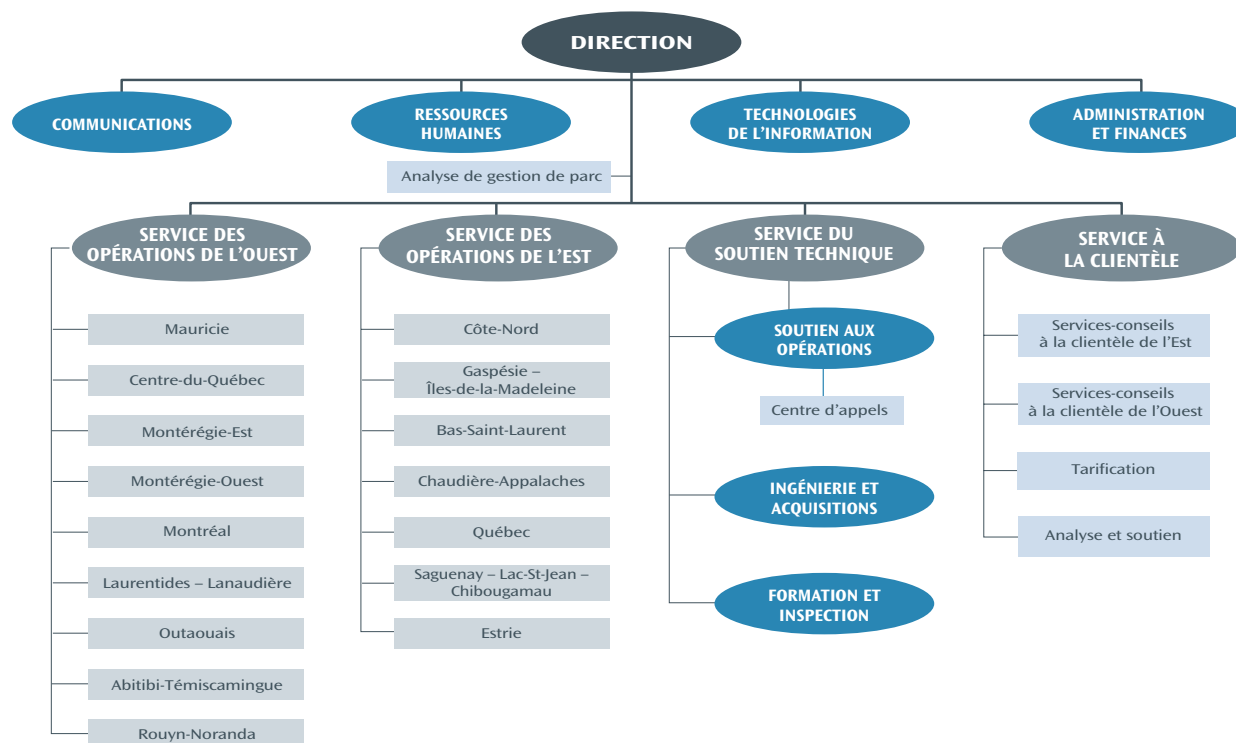 DIRECTION
COMMUNICATIONS
RESSOURCES
HUMAINES
TECHNOLOGIES
DE L'INFORMATION
ADMINISTRATION
ET FINANCES
Analyse de gestion de parc
SERVICE DES
OPÉRATIONS DE L'OUEST
SERVICE DES
OPÉRATIONS DE L'EST
SERVICE DU
SOUTIEN TECHNIQUE
SERVICE À
LA CLIENTÈLE
Mauricie
Centre-du-Québec
Montérégie-Est
Montérégie-Ouest
Montréal
Laurentides – Lanaudière
Outaouais
Abitibi-Témiscamingue
Rouyn-Noranda
Côte-Nord
Gaspésie –
Îles-de-la-Madeleine
Bas-Saint-Laurent
Chaudière-Appalaches
Québec
Saguenay – Lac-St-Jean –
Chibougamau
Estrie
SOUTIEN AUX
OPÉRATIONS
Centre d'appels
INGÉNIERIE ET
ACQUISITIONS
FORMATION ET
INSPECTION
Services-conseils
à la clientèle de l'Est
Services-conseils
à la clientèle de l'Ouest
Tarification
Analyse et soutien